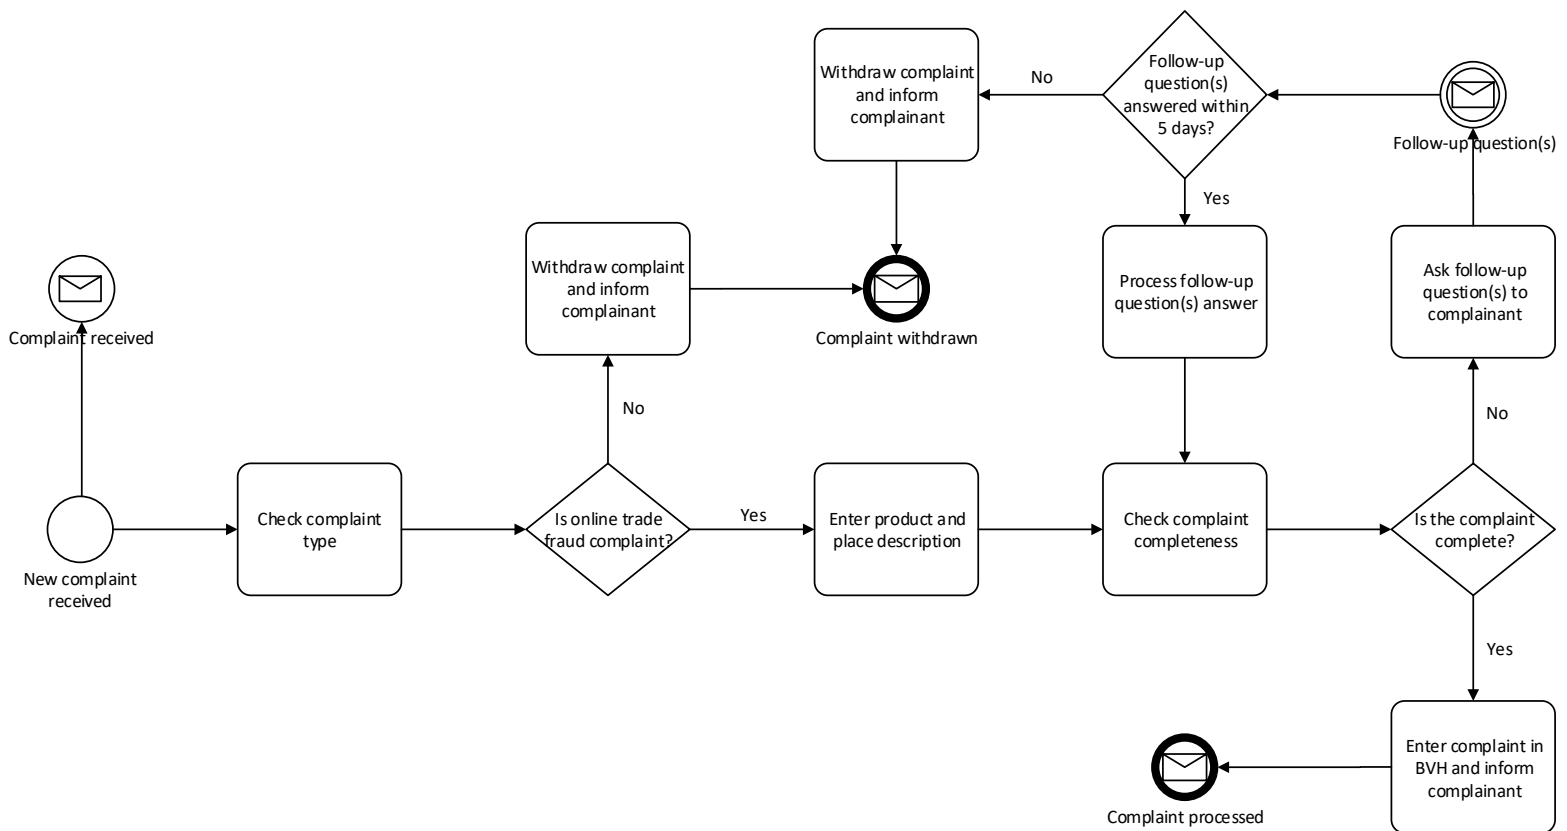 Withdraw complaint
and inform
complainant
No
Follow-up
question(s)
answered within
5 days?
Follow-up question(s)
Yes
Withdraw complaint
and inform
complainant
Complaint withdrawn
Process follow-up
question(s) answer
Ask follow-up
question(s) to
complainant
Complaint received
No
No
Check complaint
type
Is online trade
fraud complaint?
Yes
Enter product and
place description
Check complaint
completeness
Is the complaint
complete?
New complaint
received
Yes
Enter complaint in
BVH and inform
complainant
Complaint processed